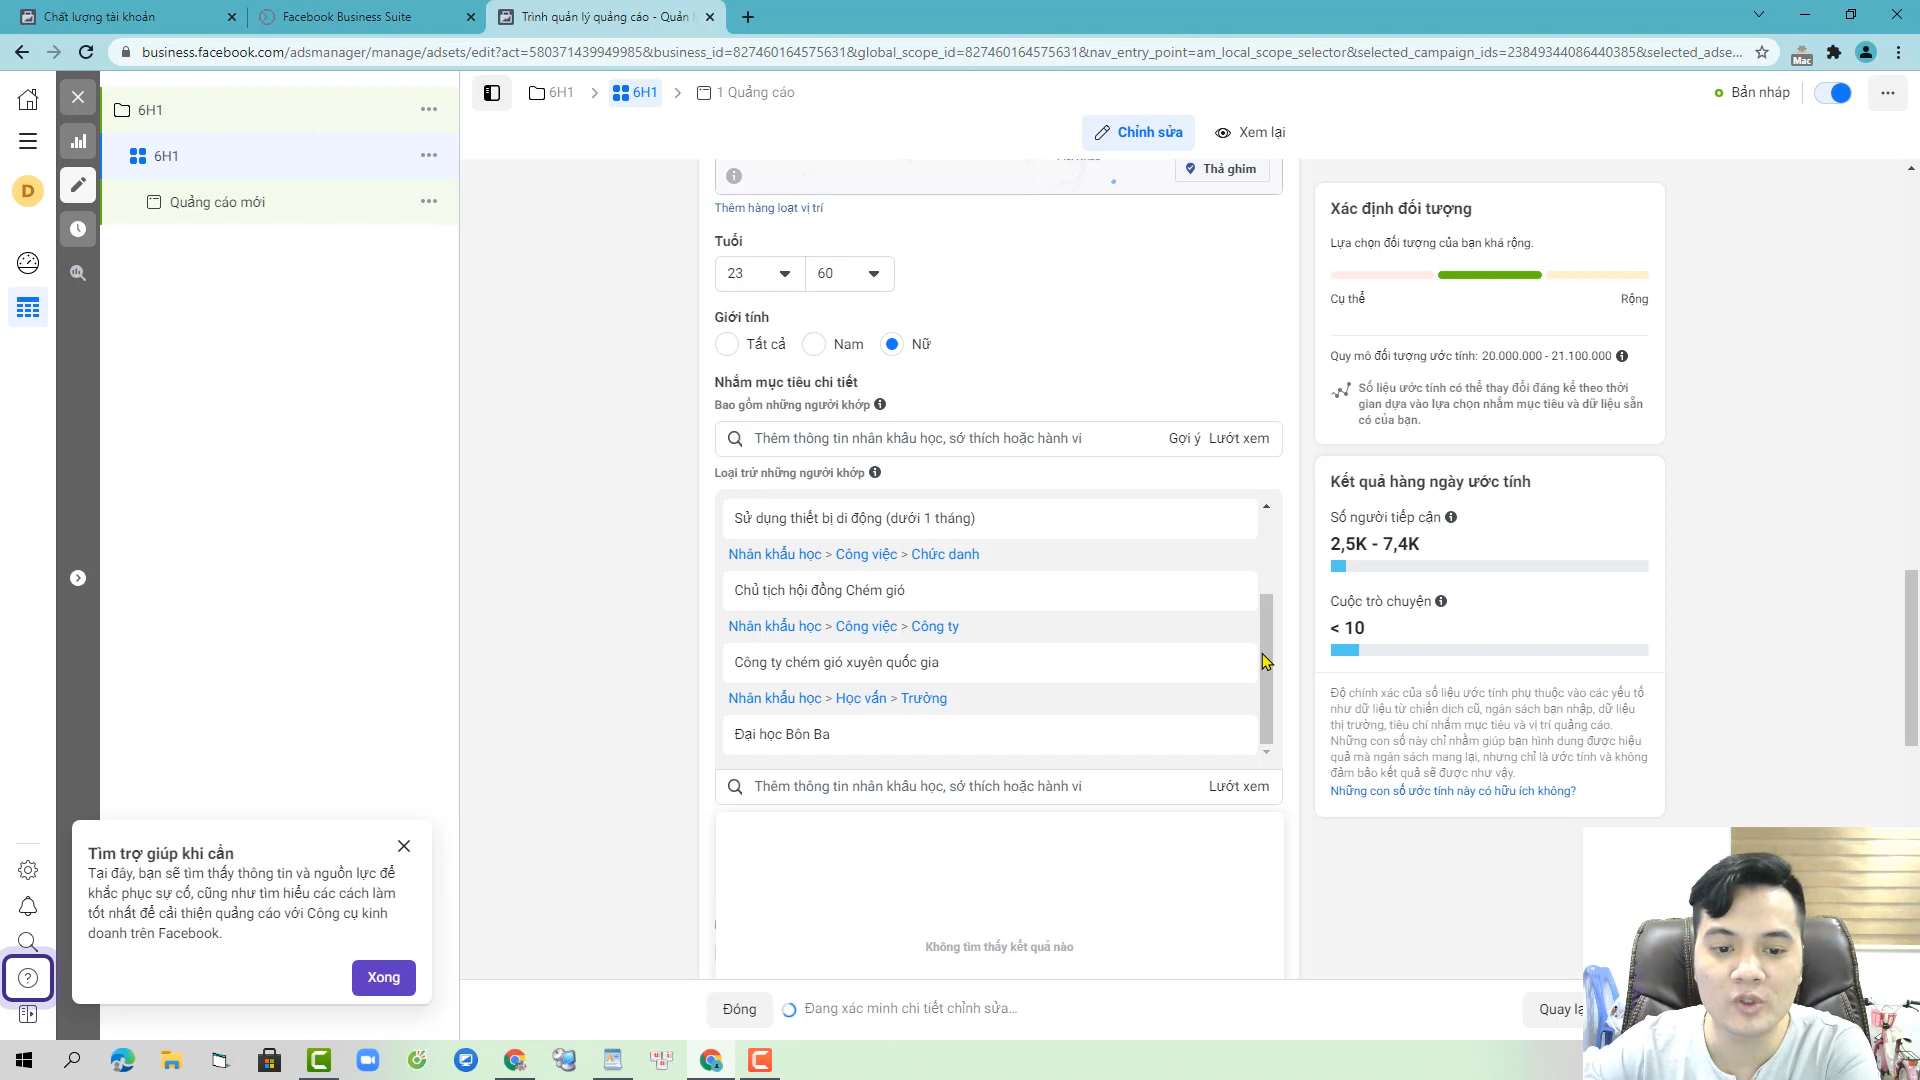 Chất lượng tài khoản
Facebook Business Suite
Trình quản lý quảng cáo - Quản
business.facebook.com/adsmanager/manage/adsets/edit?act=580371439949985&business_id=827460164575631&global_scope_id=827460164575631&nav_entry_point=am_local_scope_selector&selected_campaign_ids=23849344086440385&selected_adse...
Mac
6H1
6H1
Quảng cáo mới
D
6H1
6H1
1 Quảng cáo
Bản nháp
Chỉnh sửa
Xem lại
Thả ghim
Thêm hàng loạt vị trí
Tuổi
23
60
Giới tính
Tất cả
Nam
Nữ
Nhắm mục tiêu chi tiết
Bao gồm những người khớp
Thêm thông tin nhân khẩu học, sở thích hoặc hành vi
Gợi ý
Lướt xem
Loại trừ những người khớp
Sử dụng thiết bị di động (dưới 1 tháng)
Nhân khẩu học > Công việc > Chức danh
Chủ tịch hội đồng Chém gió
Nhân khẩu học > Công việc > Công ty
Công ty chém gió xuyên quốc gia
Nhân khẩu học > Học vấn > Trường
Đại học Bôn Ba
Thêm thông tin nhân khẩu học, sở thích hoặc hành vi
Lướt xem
Không tìm thấy kết quả nào
Đóng
Đang xác minh chi tiết chỉnh sửa...
Quay lạ
Xác định đối tượng
Lựa chọn đối tượng của bạn khá rộng.
Cụ thể
Rộng
Quy mô đối tượng ước tính: 20.000.000 - 21.100.000
Số liệu ước tính có thể thay đổi đáng kể theo thời
gian dựa vào lựa chọn nhắm mục tiêu và dữ liệu sẵn
có của bạn.
Kết quả hàng ngày ước tính
Số người tiếp cận
2,5K - 7,4K
Cuộc trò chuyện
< 10
Độ chính xác của số liệu ước tính phụ thuộc vào các yếu tố
như dữ liệu từ chiến dịch cũ, ngân sách bạn nhập, dữ liệu
thị trường, tiêu chí nhắm mục tiêu và vị trí quảng cáo.
Những con số này chỉ nhằm giúp bạn hình dung được hiệu
quả mà ngân sách mang lại, nhưng chỉ là ước tính và không
đảm bảo kết quả sẽ được như vậy.
Những con số ước tính này có hữu ích không?
Tìm trợ giúp khi cần
Tại đây, bạn sẽ tìm thấy thông tin và nguồn lực để
khắc phục sự cố, cũng như tìm hiểu các cách làm
tốt nhất để cải thiện quảng cáo với Công cụ kinh
doanh trên Facebook.
Xong